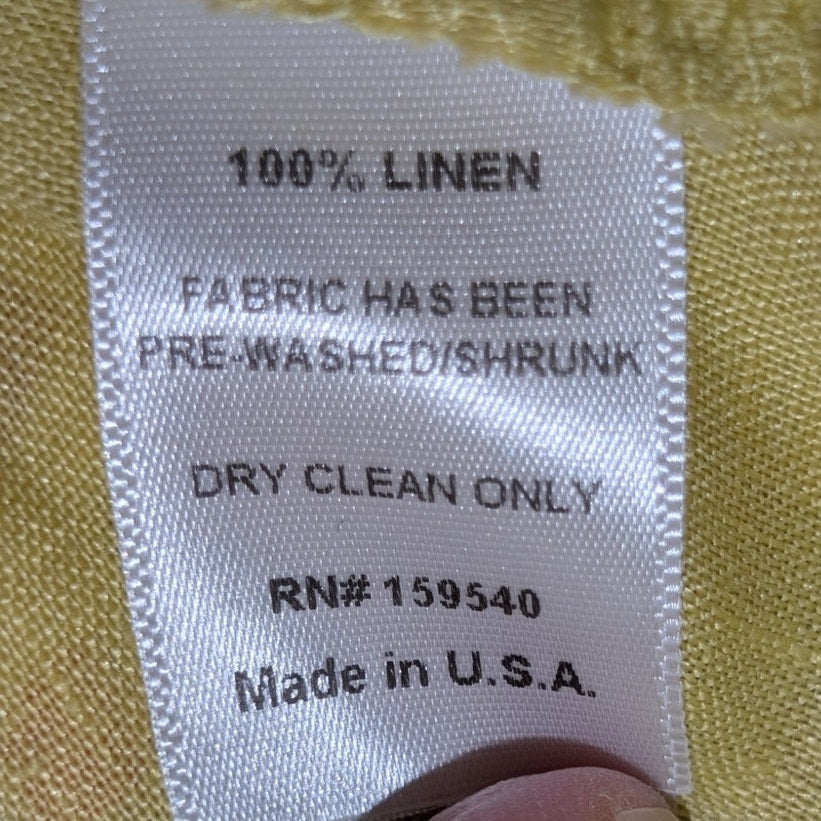 100% LINEN
FABRIC HAS BEEN
PRE-WASHED/SHRUNK
DRY CLEAN ONLY
RN# 159540
Made in U.S.A.